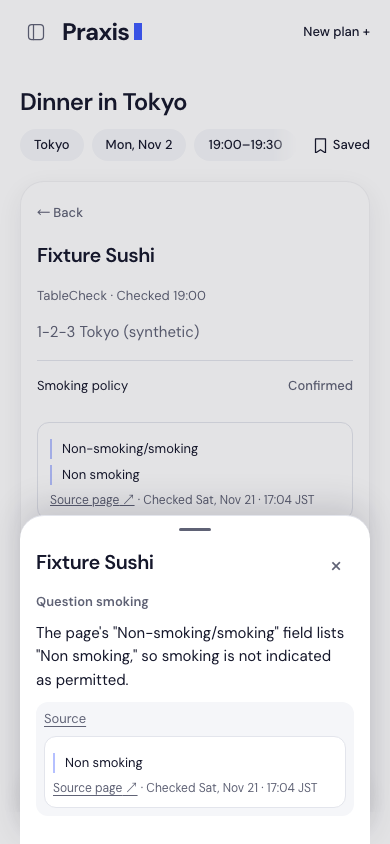 Praxis
New plan +
Dinner in Tokyo
Tokyo
Mon, Nov 2
19:00–19:30
Saved
← Back
Fixture Sushi
TableCheck · Checked 19:00
1-2-3 Tokyo (synthetic)
Smoking policy
Confirmed
Non-smoking/smoking
Non smoking
Source page ↗ · Checked Sat, Nov 21 · 17:04 JST
Fixture Sushi
×
Question smoking
The page's "Non-smoking/smoking" field lists
"Non smoking," so smoking is not indicated
as permitted.
Source
Non smoking
Source page ↗ · Checked Sat, Nov 21 · 17:04 JST